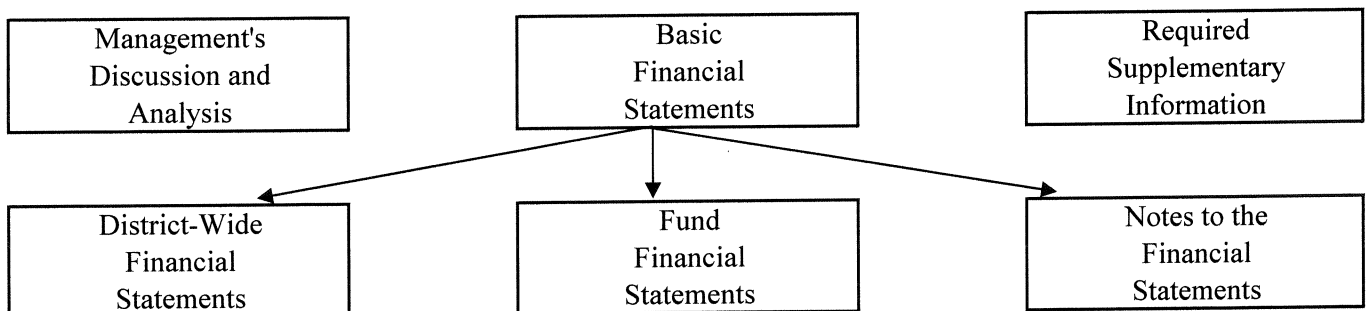 Management's
Discussion and
Analysis
Basic
Financial
Statements
Required
Supplementary
Information
District-Wide
Financial
Statements
Fund
Financial
Statements
Notes to the
Financial
Statements